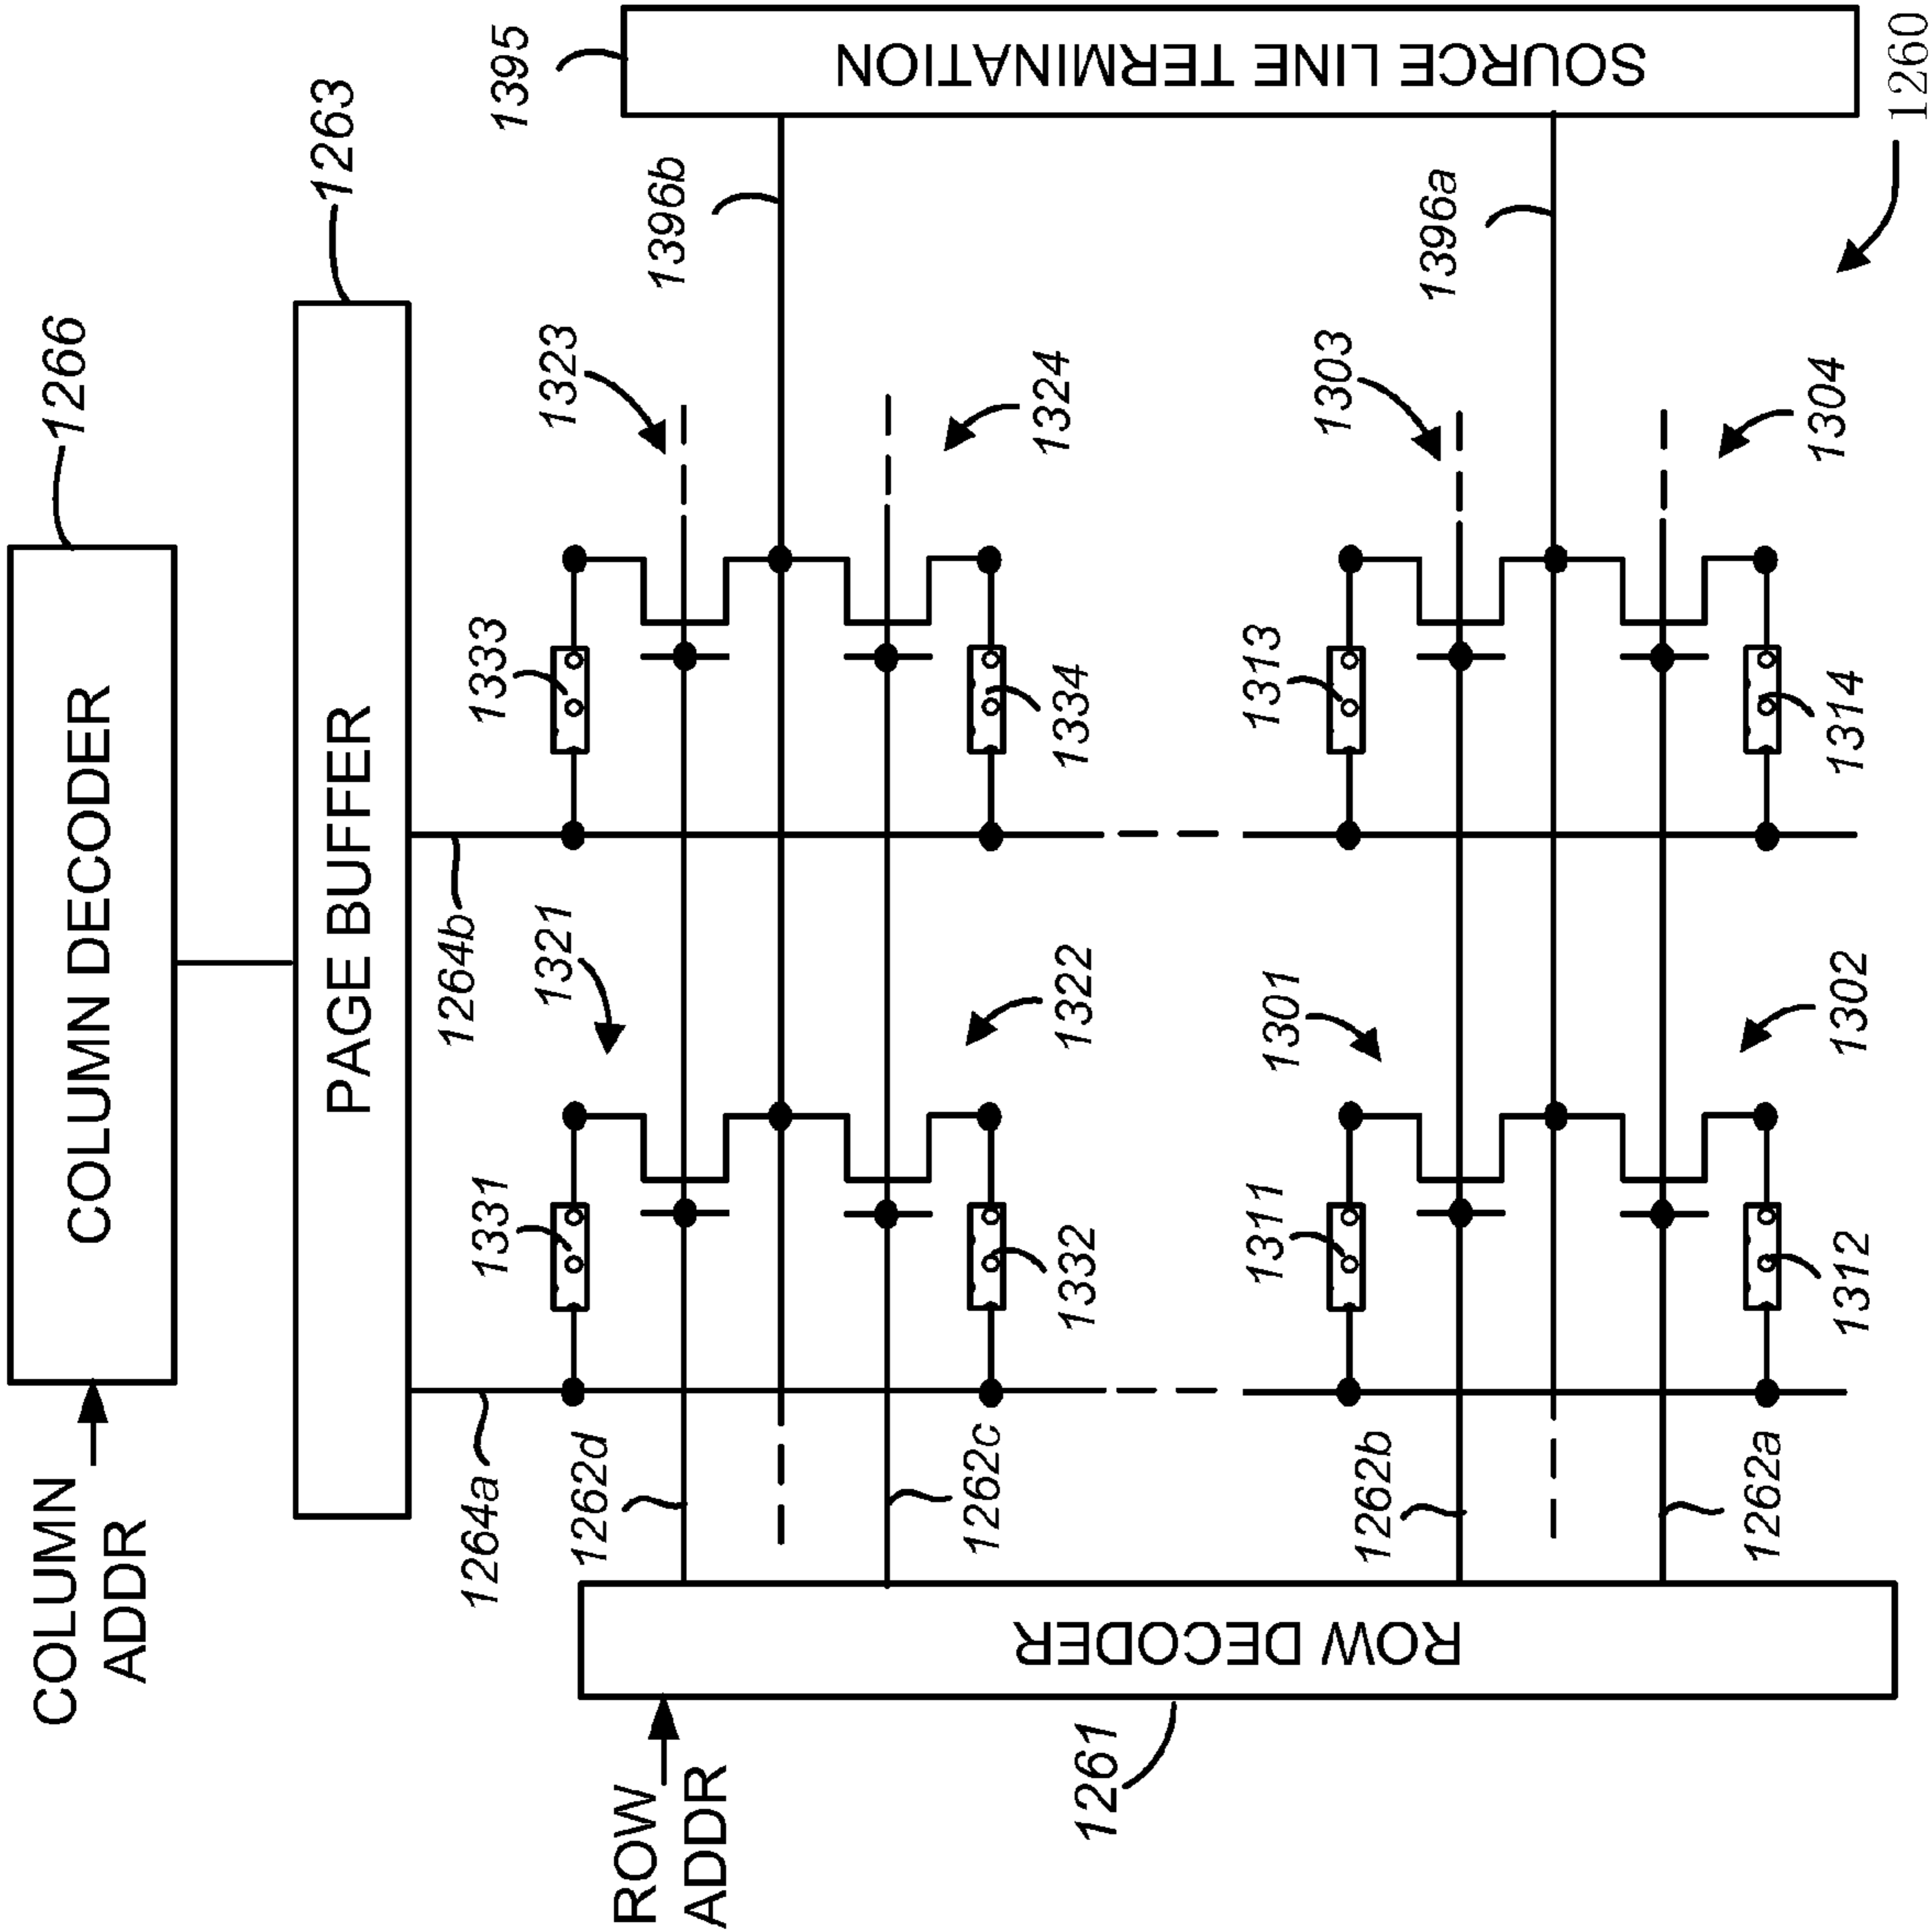 COLUMN
ADDR
COLUMN DECODER
1266
PAGE BUFFER
1263
1264a
1264b
1395
SOURCE LINE TERMINATION
1262d
1331
1321
1333
1323
1396b
1262c
1332
1322
1334
1324
1262b
1311
1301
1313
1303
1396a
1262a
1312
1302
1314
1304
ROW
ADDR
ROW DECODER
1261
1260